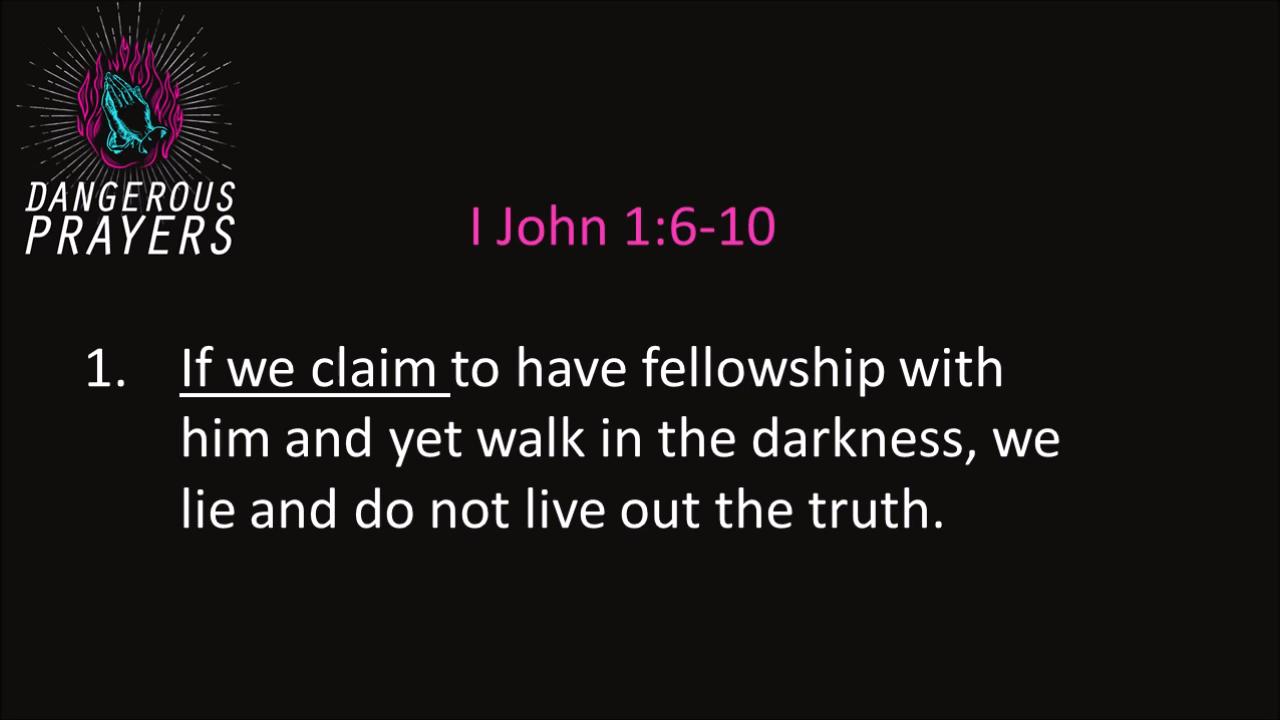 DANGEROUS
PRAYERS
I John 1:6-10
1. If we claim to have fellowship with
him and yet walk in the darkness, we
lie and do not live out the truth.